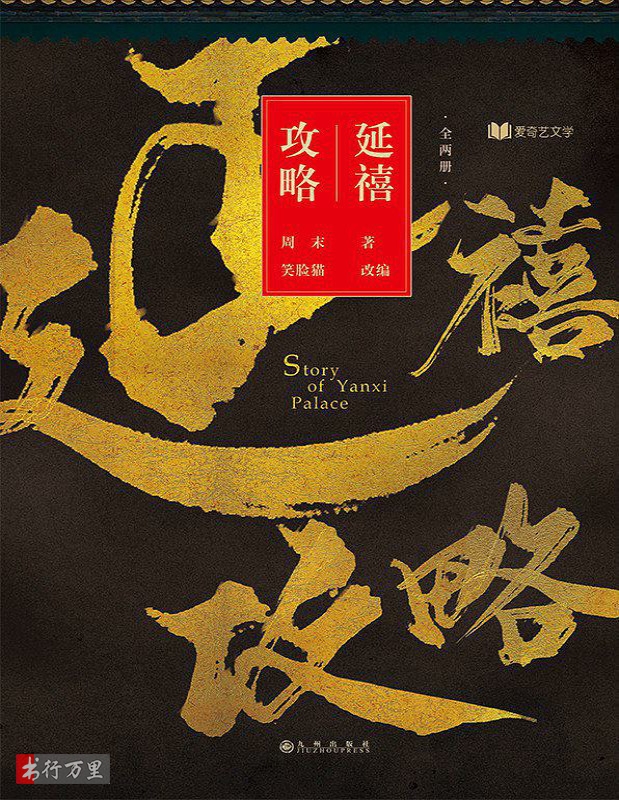 延禧攻略
延禧
攻略
周末 著
笑脸猫 改编
·全两册·
爱奇艺文学
Story
of Yanxi
Palace
九州出版社
JIUZHOUPRESS
书行万里